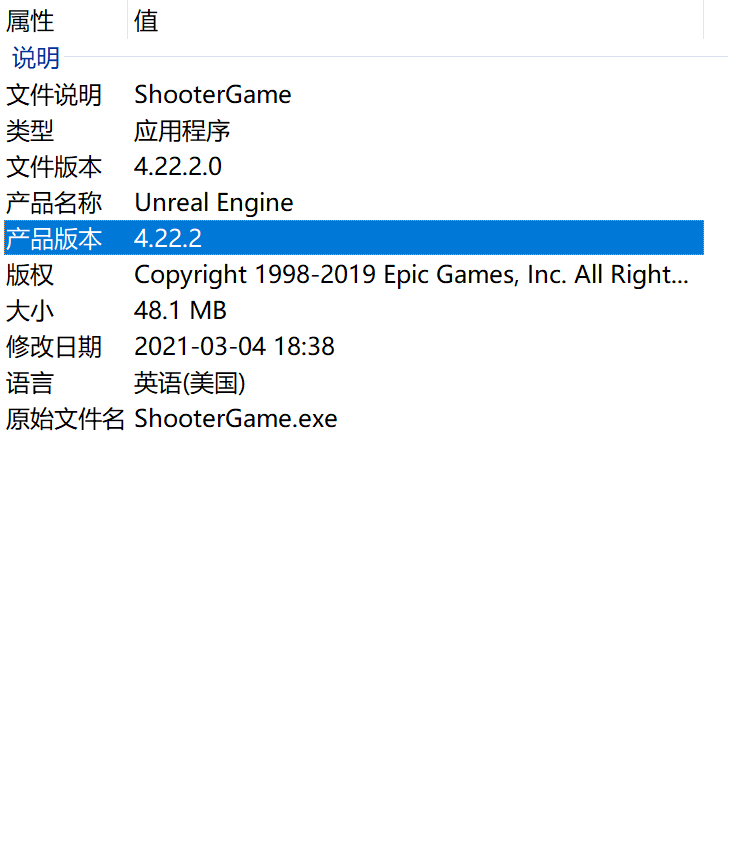 属性 值
说明
文件说明 ShooterGame
类型 应用程序
文件版本 4.22.2.0
产品名称 Unreal Engine
产品版本 4.22.2
版权 Copyright 1998-2019 Epic Games, Inc. All Right...
大小 48.1 MB
修改日期 2021-03-04 18:38
语言 英语(美国)
原始文件名 ShooterGame.exe